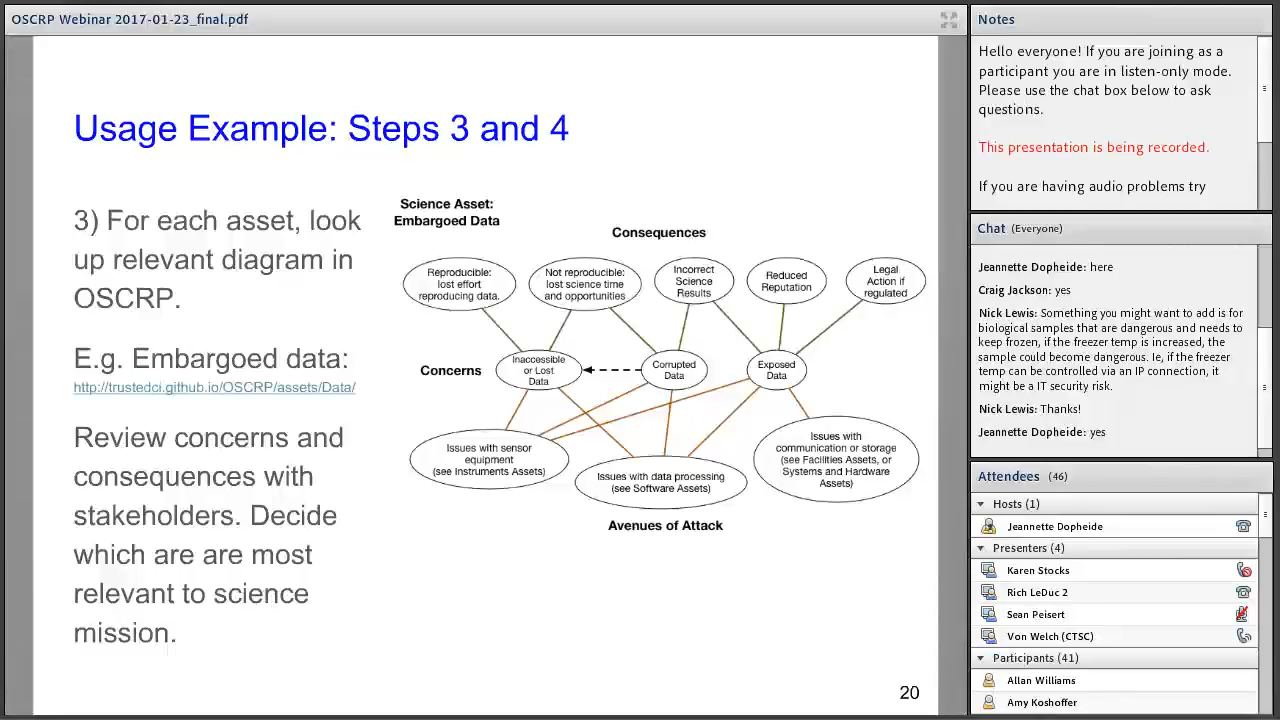 OSCRP Webinar 2017-01-23_final.pdf
Usage Example: Steps 3 and 4
3) For each asset, look
up relevant diagram in
OSCRP.
E.g. Embargoed data:
http://trustedci.github.io/OSCRP/assets/Data/
Review concerns and
consequences with
stakeholders. Decide
which are are most
relevant to science
mission.
Science Asset:
Embargoed Data
Consequences
Reproducible:
lost effort
reproducing data.
Not reproducible:
lost science time
and opportunities
Incorrect
Science
Results
Reduced
Reputation
Legal
Action if
regulated
Concerns
Inaccessible
or Lost
Data
Corrupted
Data
Exposed
Data
Issues with sensor
equipment
(see Instruments Assets)
Issues with data processing
(see Software Assets)
Issues with
communication or storage
(see Facilities Assets, or
Systems and Hardware
Assets)
Avenues of Attack
20
Notes
Hello everyone! If you are joining as a
participant you are in listen-only mode.
Please use the chat box below to ask
questions.
This presentation is being recorded.
If you are having audio problems try
Chat (Everyone)
Jeannette Dopheide: here
Craig Jackson: yes
Nick Lewis: Something you might want to add is for
biological samples that are dangerous and needs to
keep frozen, if the freezer temp is increased, the
sample could become dangerous. Ie, if the freezer
temp can be controlled via an IP connection, it
might be a IT security risk.
Nick Lewis: Thanks!
Jeannette Dopheide: yes
Attendees (46)
Hosts (1)
Jeannette Dopheide
Presenters (4)
Karen Stocks
Rich LeDuc 2
Sean Peisert
Von Welch (CTSC)
Participants (41)
Allan Williams
Amy Koshoffer